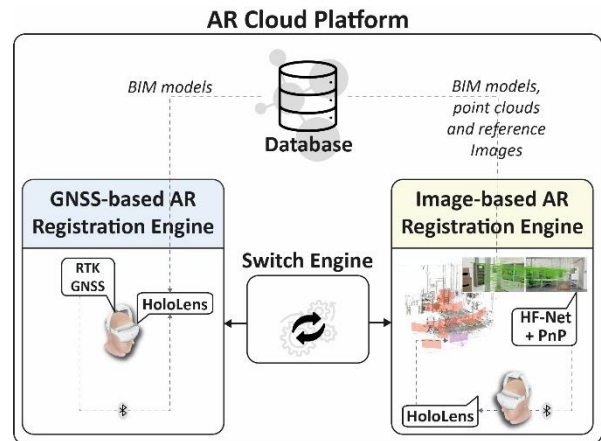 AR Cloud Platform
BIM models
BIM models,
point clouds
and reference
Images
Database
GNSS-based AR
Registration Engine
RTK
GNSS
HoloLens
Switch Engine
Image-based AR
Registration Engine
HF-Net
+ PnP
HoloLens